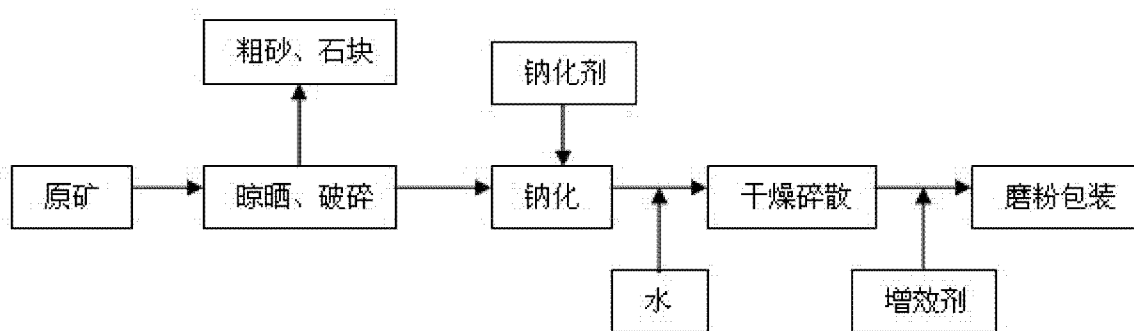 粗砂、石块
钠化剂
原矿
晾晒、破碎
钠化
干燥碎散
磨粉包装
水
增效剂